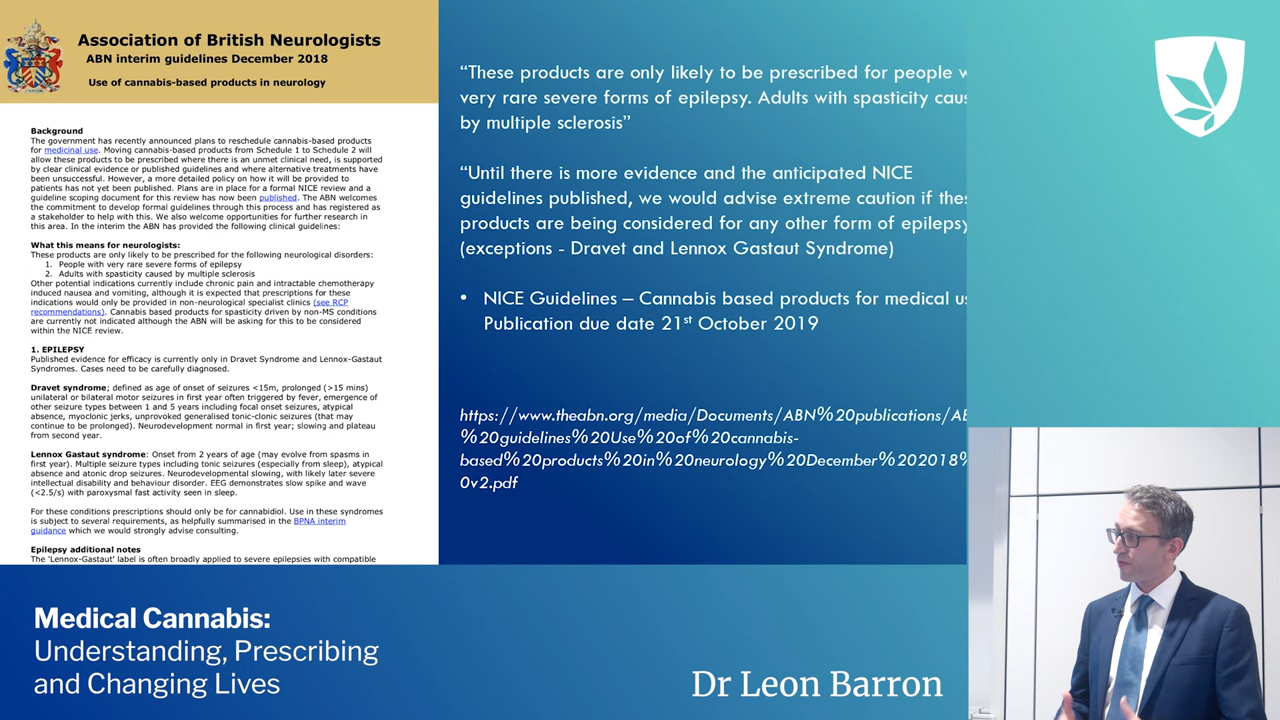 Association of British Neurologists
ABN interim guidelines December 2018
Use of cannabis-based products in neurology
Background
The government has recently announced plans to reschedule cannabis-based products
for medicinal use. Moving cannabis-based products from Schedule 1 to Schedule 2 will
allow these products to be prescribed where there is an unmet clinical need, is supported
by clear clinical evidence or published guidelines and where alternative treatments have
been unsuccessful. However, a more detailed policy on how it will be provided to
patients has not yet been published. Plans are in place for a formal NICE review and a
guideline scoping document for this review has now been published. The ABN welcomes
the commitment to develop formal guidelines through this process and has registered as
a stakeholder to help with this. We also welcome opportunities for further research in
this area. In the interim the ABN has provided the following clinical guidelines:
What this means for neurologists:
These products are only likely to be prescribed for the following neurological disorders:
1. People with very rare severe forms of epilepsy
2. Adults with spasticity caused by multiple sclerosis
Other potential indications currently include chronic pain and intractable chemotherapy
induced nausea and vomiting, although it is expected that prescriptions for these
indications would only be provided in non-neurological specialist clinics (see RCP
recommendations). Cannabis based products for spasticity driven by non-MS conditions
are currently not indicated although the ABN will be asking for this to be considered
within the NICE review.
1. EPILEPSY
Published evidence for efficacy is currently only in Dravet Syndrome and Lennox-Gastaut
Syndromes. Cases need to be carefully diagnosed.
Dravet syndrome; defined as age of onset of seizures <15m, prolonged (>15 mins)
unilateral or bilateral motor seizures in first year often triggered by fever, emergence of
other seizure types between 1 and 5 years including focal onset seizures, atypical
absence, myoclonic jerks, unprovoked generalised tonic-clonic seizures (that may
continue to be prolonged). Neurodevelopment normal in first year; slowing and plateau
from second year.
Lennox Gastaut syndrome: Onset from 2 years of age (may evolve from spasms in
first year). Multiple seizure types including tonic seizures (especially from sleep), atypical
absence and atonic drop seizures. Neurodevelopmental slowing, with likely later severe
intellectual disability and behaviour disorder. EEG demonstrates slow spike and wave
(<2.5/s) with paroxysmal fast activity seen in sleep.
For these conditions prescriptions should only be for cannabidiol. Use in these syndromes
is subject to several requirements, as helpfully summarised in the BPNA interim
guidance which we would strongly advise consulting.
Epilepsy additional notes
The 'Lennox-Gastaut' label is often broadly applied to severe epilepsies with compatible
“These products are only likely to be prescribed for people w
very rare severe forms of epilepsy. Adults with spasticity caus
by multiple sclerosis”
“Until there is more evidence and the anticipated NICE
guidelines published, we would advise extreme caution if thes
products are being considered for any other form of epilepsy
(exceptions - Dravet and Lennox Gastaut Syndrome)
• NICE Guidelines – Cannabis based products for medical us
Publication due date 21st October 2019
https://www.theabn.org/media/Documents/ABN%20publications/AB
%20guidelines%20Use%20of%20cannabis-
based%20products%20in%20neurology%20December%202018%
0v2.pdf
Medical Cannabis:
Understanding, Prescribing
and Changing Lives
Dr Leon Barron